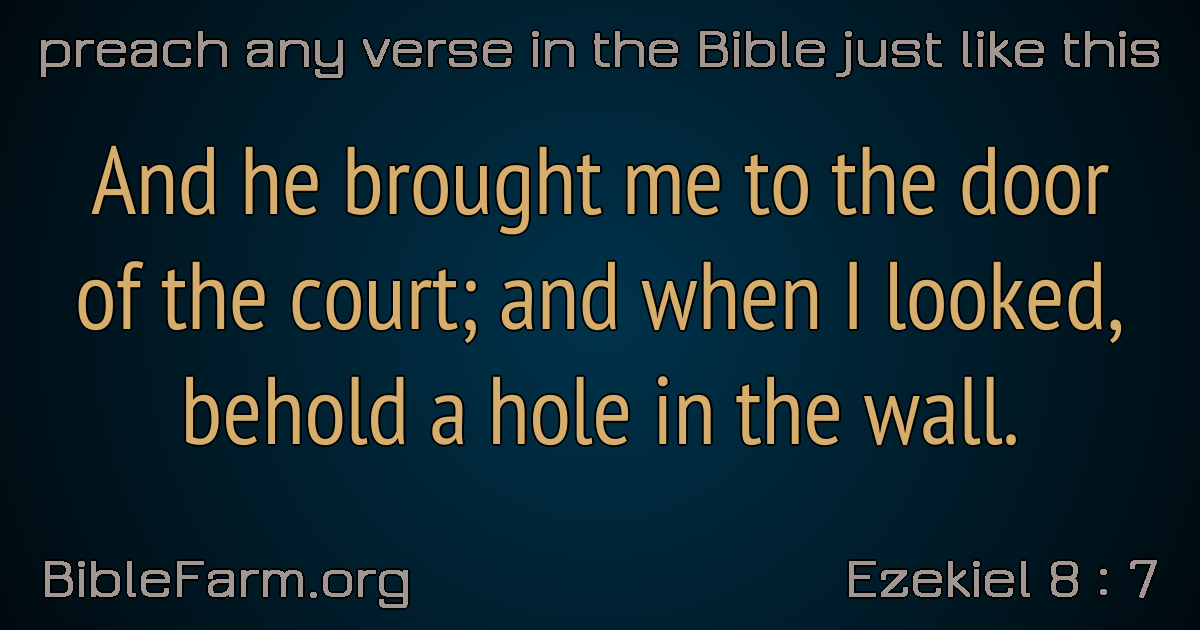 preach any verse in the Bible just like this
And he brought me to the door
of the court; and when I looked,
behold a hole in the wall.
BibleFarm.org
Ezekiel 8 : 7